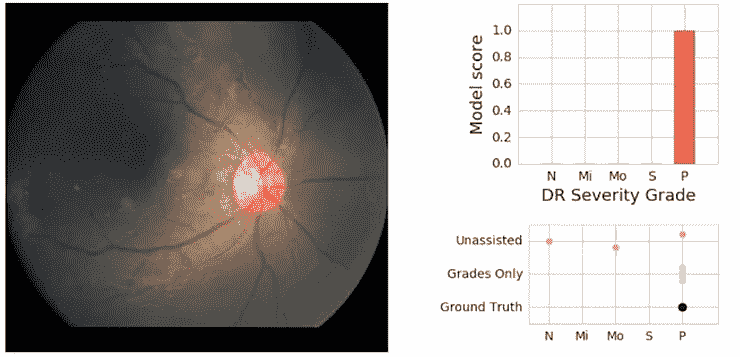 1.0
0.8
0.6
0.4
0.2
0.0
Model score
N Mi Mo S P
DR Severity Grade
Unassisted
Grades Only
Ground Truth
N Mi Mo S P